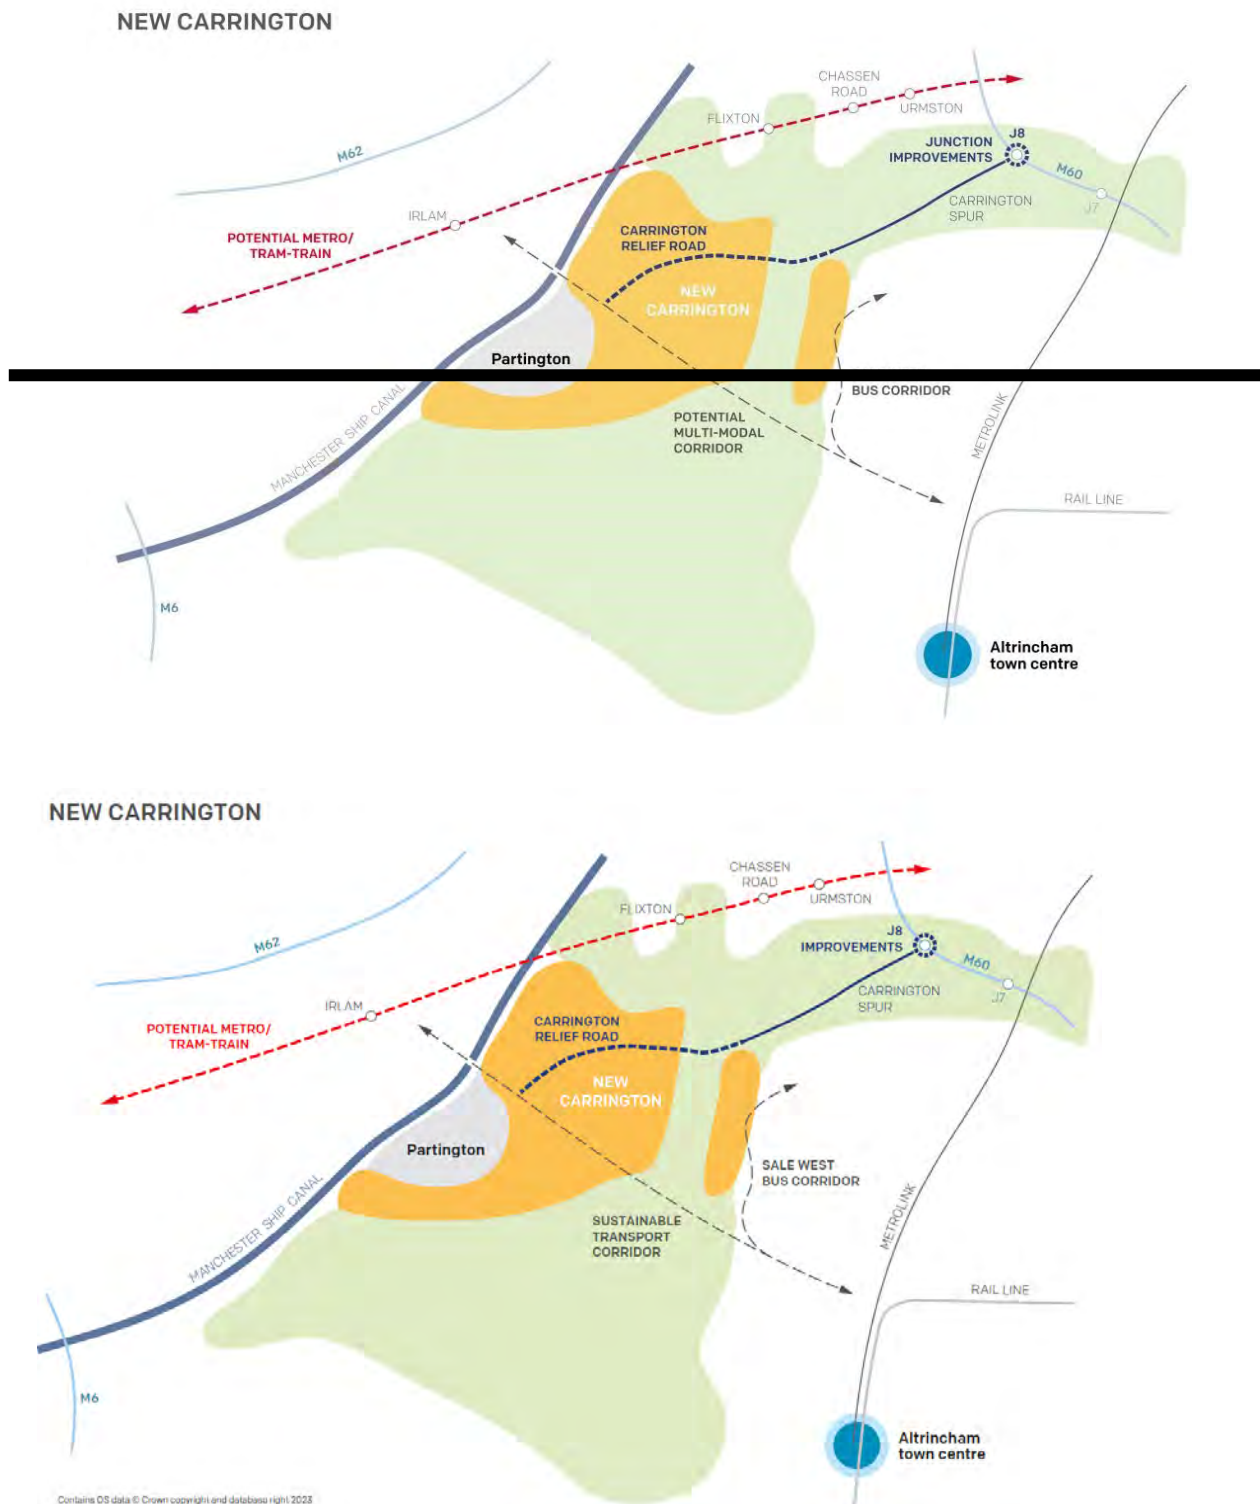 NEW CARRINGTON
CHASSEN
ROAD
URMSTON
FLIXTON
J8
JUNCTION
IMPROVEMENTS
M62
M60
J7
CARRINGTON
SPUR
IRLAM
POTENTIAL METRO/
TRAM-TRAIN
CARRINGTON
RELIEF ROAD
NEW
CARRINGTON
Partington
BUS CORRIDOR
MANCHESTER SHIP CANAL
POTENTIAL
MULTI-MODAL
CORRIDOR
METROLINK
RAIL LINE
M6
Altrincham
town centre
NEW CARRINGTON
CHASSEN
ROAD
URMSTON
FLIXTON
J8
IMPROVEMENTS
M62
M60
J7
CARRINGTON
SPUR
IRLAM
POTENTIAL METRO/
TRAM-TRAIN
CARRINGTON
RELIEF ROAD
NEW
CARRINGTON
Partington
SALE WEST
BUS CORRIDOR
MANCHESTER SHIP CANAL
SUSTAINABLE
TRANSPORT
CORRIDOR
METROLINK
RAIL LINE
M6
Altrincham
town centre
Contains OS data © Crown copyright and database right 2023